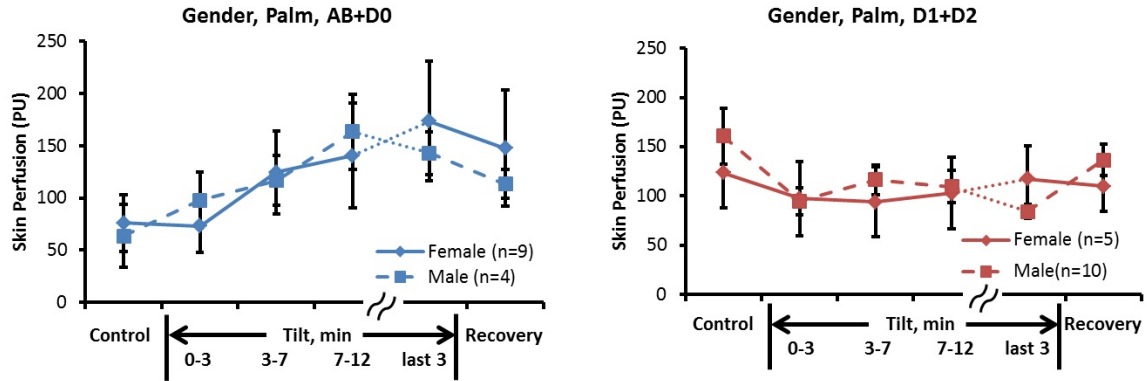 Gender, Palm, AB+D0
Skin Perfusion (PU)
250
200
150
100
50
0
Female (n=9)
Male (n=4)
Control
Tilt, min
Recovery
0-3
3-7
7-12
last 3
Gender, Palm, D1+D2
Skin Perfusion (PU)
250
200
150
100
50
0
Female (n=5)
Male(n=10)
Control
Tilt, min
Recovery
0-3
3-7
7-12
last 3